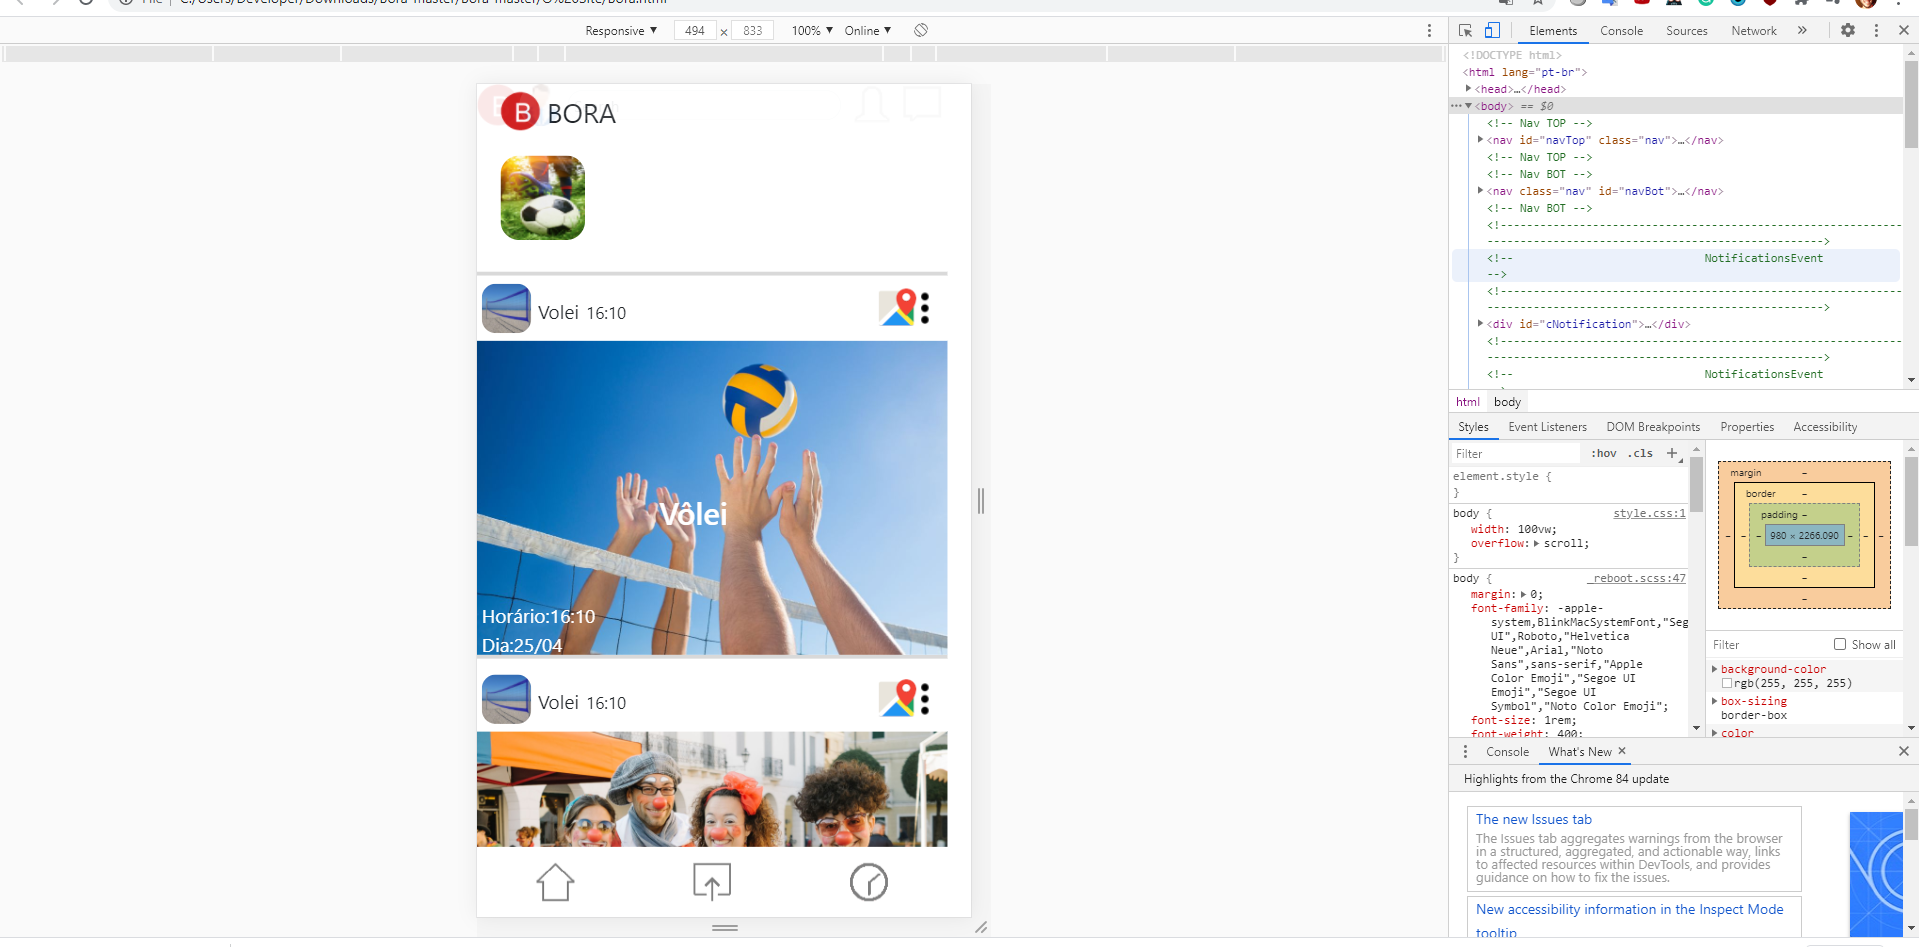 File C:/Users/Developer/Downloads/Bora-master/Bora-master/O%20Site/Bora.html
Responsive ▼ 494 × 833 100% ▼ Online ▼
B BORA
Volei 16:10
Vôlei
Horário:16:10
Dia:25/04
Volei 16:10
Elements Console Sources Network »
<!DOCTYPE html>
<html lang="pt-br">
<head>…</head>
<body> == $0
<!-- Nav TOP -->
<nav id="navTop" class="nav">…</nav>
<!-- Nav TOP -->
<!-- Nav BOT -->
<nav class="nav" id="navBot">…</nav>
<!-- Nav BOT -->
<!-- NotificationsEvent
-->
<div id="cNotification">…</div>
<!-- NotificationsEvent
html body
Styles Event Listeners DOM Breakpoints Properties Accessibility
Filter :hov .cls +
element.style {
}
body { style.css:1
width: 100vw;
overflow: scroll;
}
body { _reboot.scss:47
margin: 0;
font-family: -apple-
system,BlinkMacSystemFont,"Seg
UI",Roboto,"Helvetica
Neue",Arial,"Noto
Sans",sans-serif,"Apple
Color Emoji","Segoe UI
Emoji","Segoe UI
Symbol","Noto Color Emoji";
font-size: 1rem;
font-weight: 400;
margin –
border –
padding –
– – – 980 × 2266.090 – – –
–
–
–
Filter Show all
background-color
rgb(255, 255, 255)
box-sizing
border-box
color
Console What's New ×
Highlights from the Chrome 84 update
The new Issues tab
The Issues tab aggregates warnings from the browser
in a structured, aggregated, and actionable way, links
to affected resources within DevTools, and provides
guidance on how to fix the issues.
New accessibility information in the Inspect Mode
tooltip